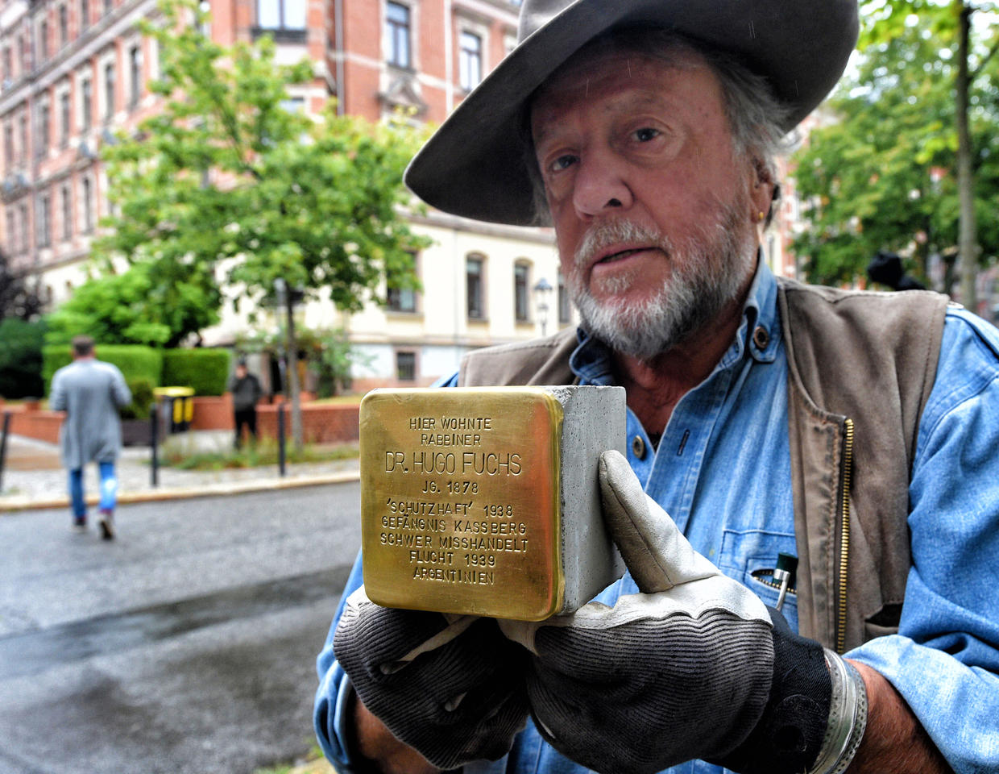 HIER WOHNTE
RABBINER
DR. HUGO FUCHS
JG. 1878
'SCHUTZHAFT' 1938
GEFÄNGNIS KASSBERG
SCHWER MISSHANDELT
FLUCHT 1939
ARGENTINIEN